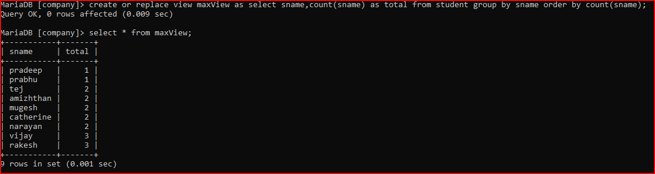 MariaDB [company]> create or replace view maxView as select sname,count(sname) as total from student group by sname order by count(sname);
Query OK, 0 rows affected (0.009 sec)
MariaDB [company]> select * from maxView;
+-----------+-------+
| sname     | total |
+-----------+-------+
| pradeep   |     1 |
| prabhu    |     1 |
| tej       |     2 |
| amizhthan |     2 |
| mugesh    |     2 |
| catherine |     2 |
| narayan   |     2 |
| vijay     |     3 |
| rakesh    |     3 |
+-----------+-------+
9 rows in set (0.001 sec)